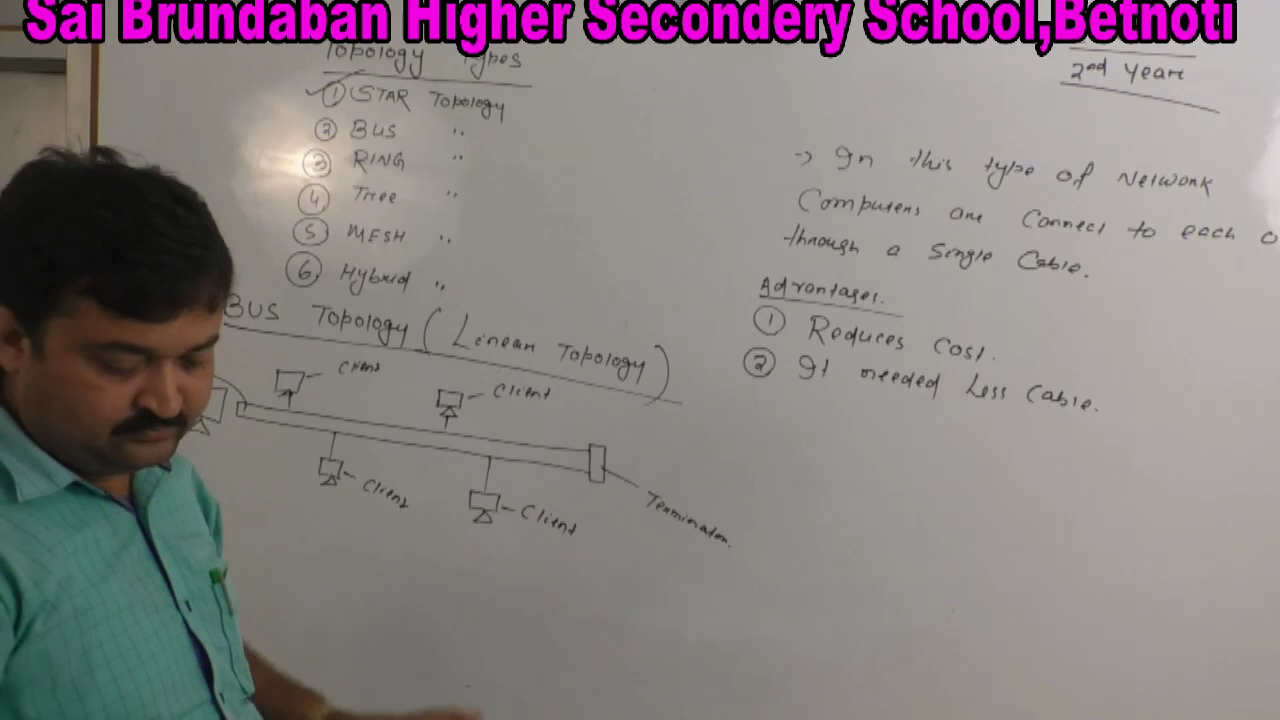 Sai Brundaban Higher Secondery School,Betnoti
Topology Types
① STAR Topology
② BUS "
③ RING "
④ Tree "
⑤ MESH "
⑥ Hybrid "
BUS Topology (Linear Topology)
Client
Client
Client
Client
Terminator.
2nd Year
→ In this type of Network
Computers are Connect to each o
through a Single Cable.
Advantages.
① Reduces Cost.
② It needed Less Cable.